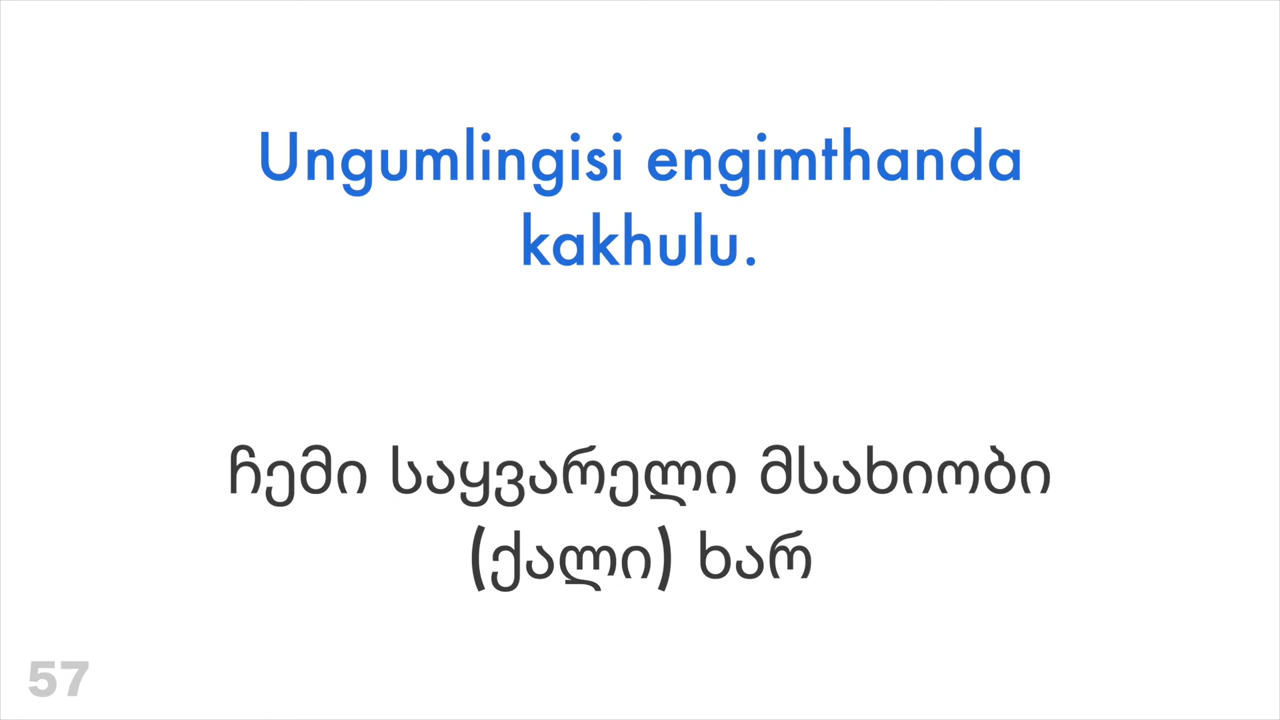 Ungumlingisi engimthanda
kakhulu.
ჩემი საყვარელი მსახიობი
(ქალი) ხარ
57